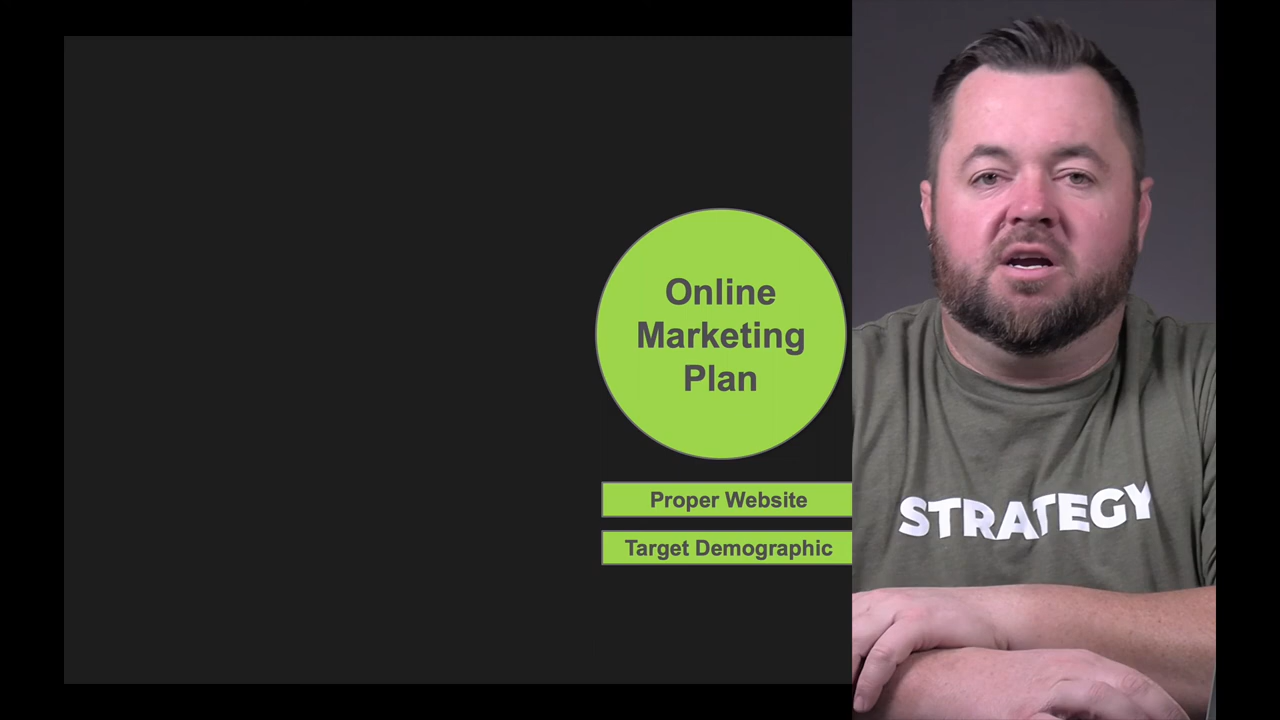 Online
Marketing
Plan
Proper Website
Target Demographic
STRATEGY